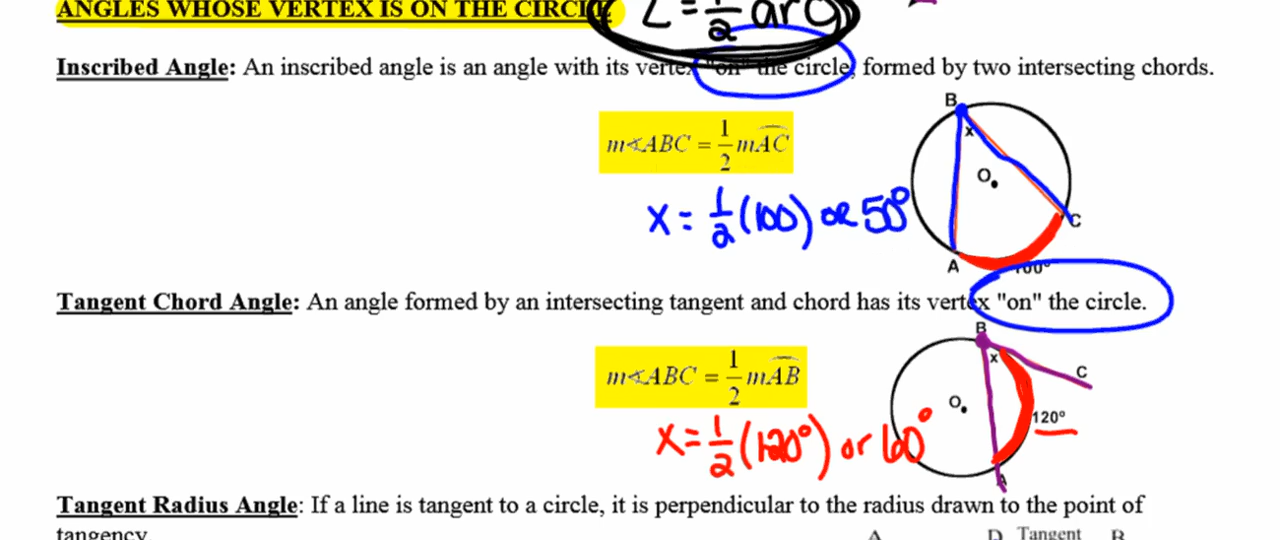 ANGLES WHOSE VERTEX IS ON THE CIRCLE
∠ = 1/2 arc
Inscribed Angle: An inscribed angle is an angle with its vertex "on" the circle, formed by two intersecting chords.
B
m∢ABC = 1/2 mAC
x
O
x = 1/2 (100) or 50°
C
A
100°
Tangent Chord Angle: An angle formed by an intersecting tangent and chord has its vertex "on" the circle.
B
x
m∢ABC = 1/2 mAB
C
O
120°
x = 1/2 (120°) or 60°
A
Tangent Radius Angle: If a line is tangent to a circle, it is perpendicular to the radius drawn to the point of
tangency.
A D Tangent B